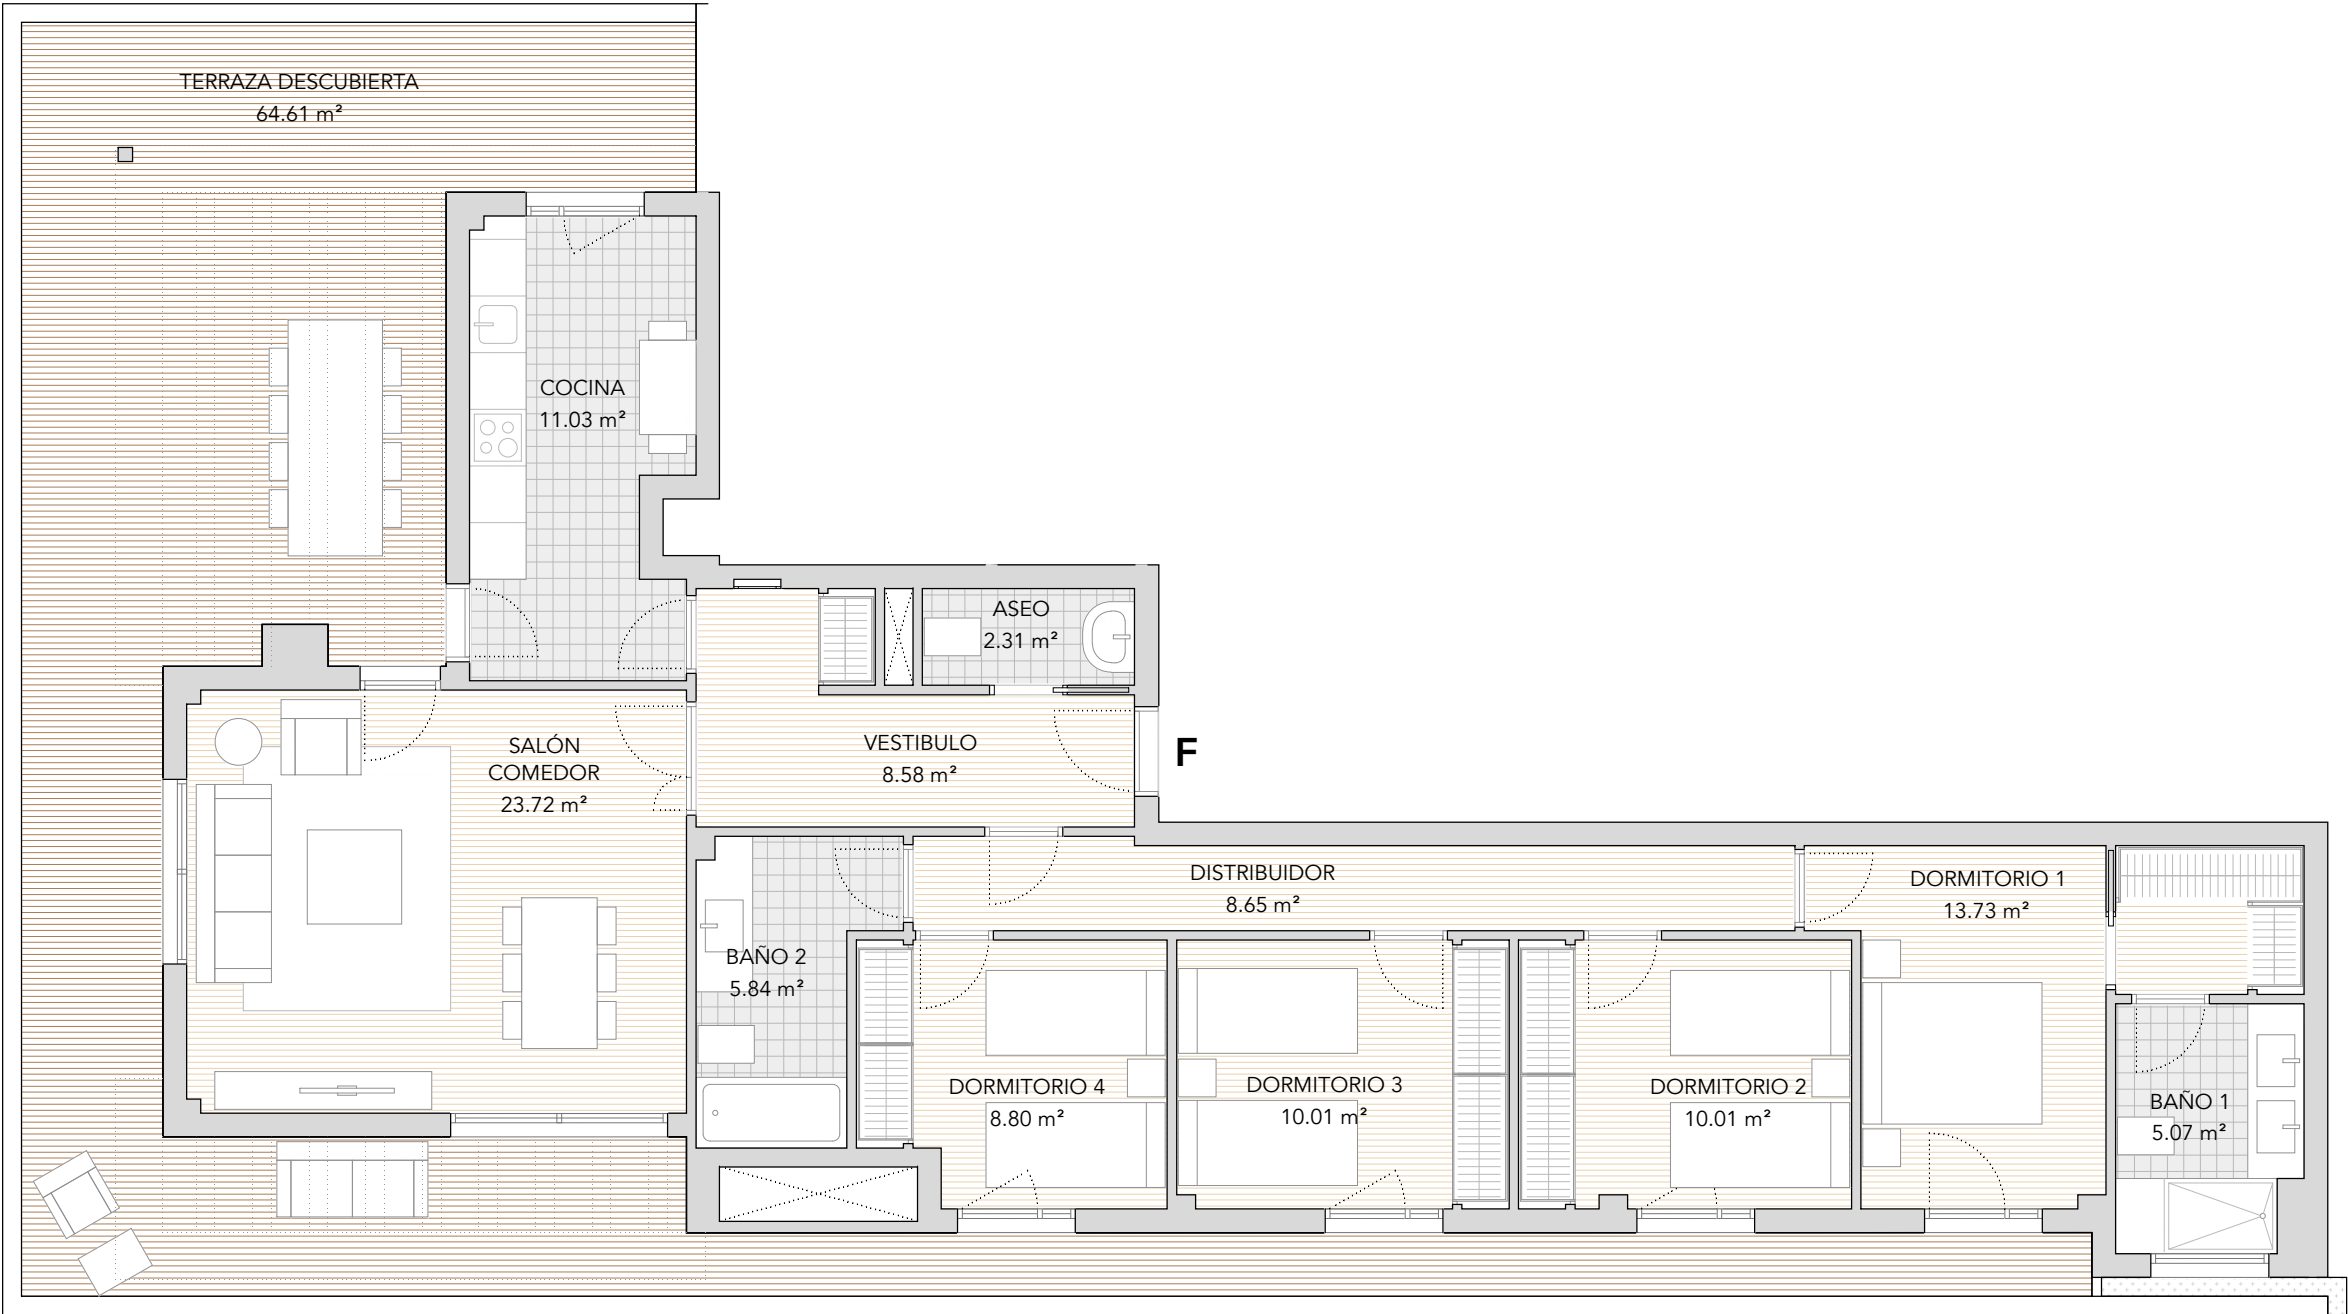 TERRAZA DESCUBIERTA
64.61 m²
COCINA
11.03 m²
ASEO
2.31 m²
SALÓN
COMEDOR
23.72 m²
VESTIBULO
8.58 m²
F
DISTRIBUIDOR
8.65 m²
DORMITORIO 1
13.73 m²
BAÑO 2
5.84 m²
DORMITORIO 4
8.80 m²
DORMITORIO 3
10.01 m²
DORMITORIO 2
10.01 m²
BAÑO 1
5.07 m²